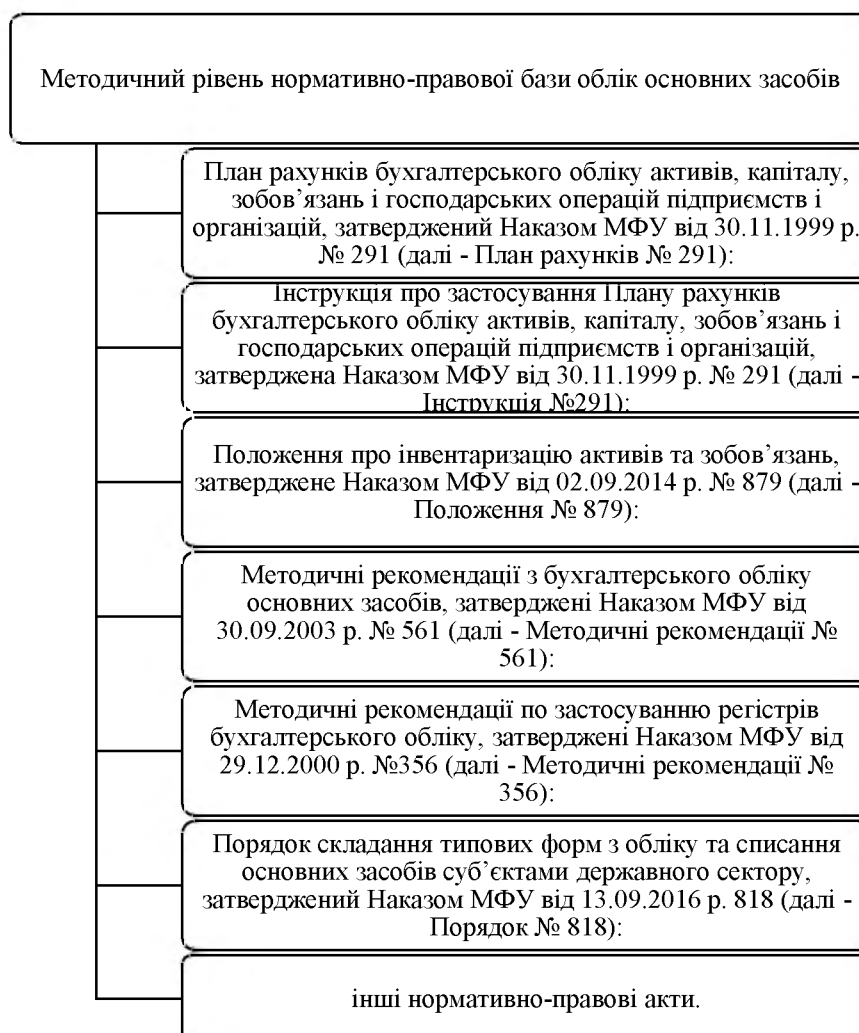 Методичний рівень нормативно-правової бази облік основних засобів
План рахунків бухгалтерського обліку активів, капіталу,
зобов’язань і господарських операцій підприємств і
організацій, затверджений Наказом МФУ від 30.11.1999 р.
№ 291 (далі - План рахунків № 291):
Інструкція про застосування Плану рахунків
бухгалтерського обліку активів, капіталу, зобов’язань і
господарських операцій підприємств і організацій,
затверджена Наказом МФУ від 30.11.1999 р. № 291 (далі -
Інструкція №291):
Положення про інвентаризацію активів та зобов’язань,
затверджене Наказом МФУ від 02.09.2014 р. № 879 (далі -
Положення № 879):
Методичні рекомендації з бухгалтерського обліку
основних засобів, затверджені Наказом МФУ від
30.09.2003 р. № 561 (далі - Методичні рекомендації №
561):
Методичні рекомендації по застосуванню регістрів
бухгалтерського обліку, затверджені Наказом МФУ від
29.12.2000 р. №356 (далі - Методичні рекомендації №
356):
Порядок складання типових форм з обліку та списання
основних засобів суб’єктами державного сектору,
затверджений Наказом МФУ від 13.09.2016 р. 818 (далі -
Порядок № 818):
інші нормативно-правові акти.